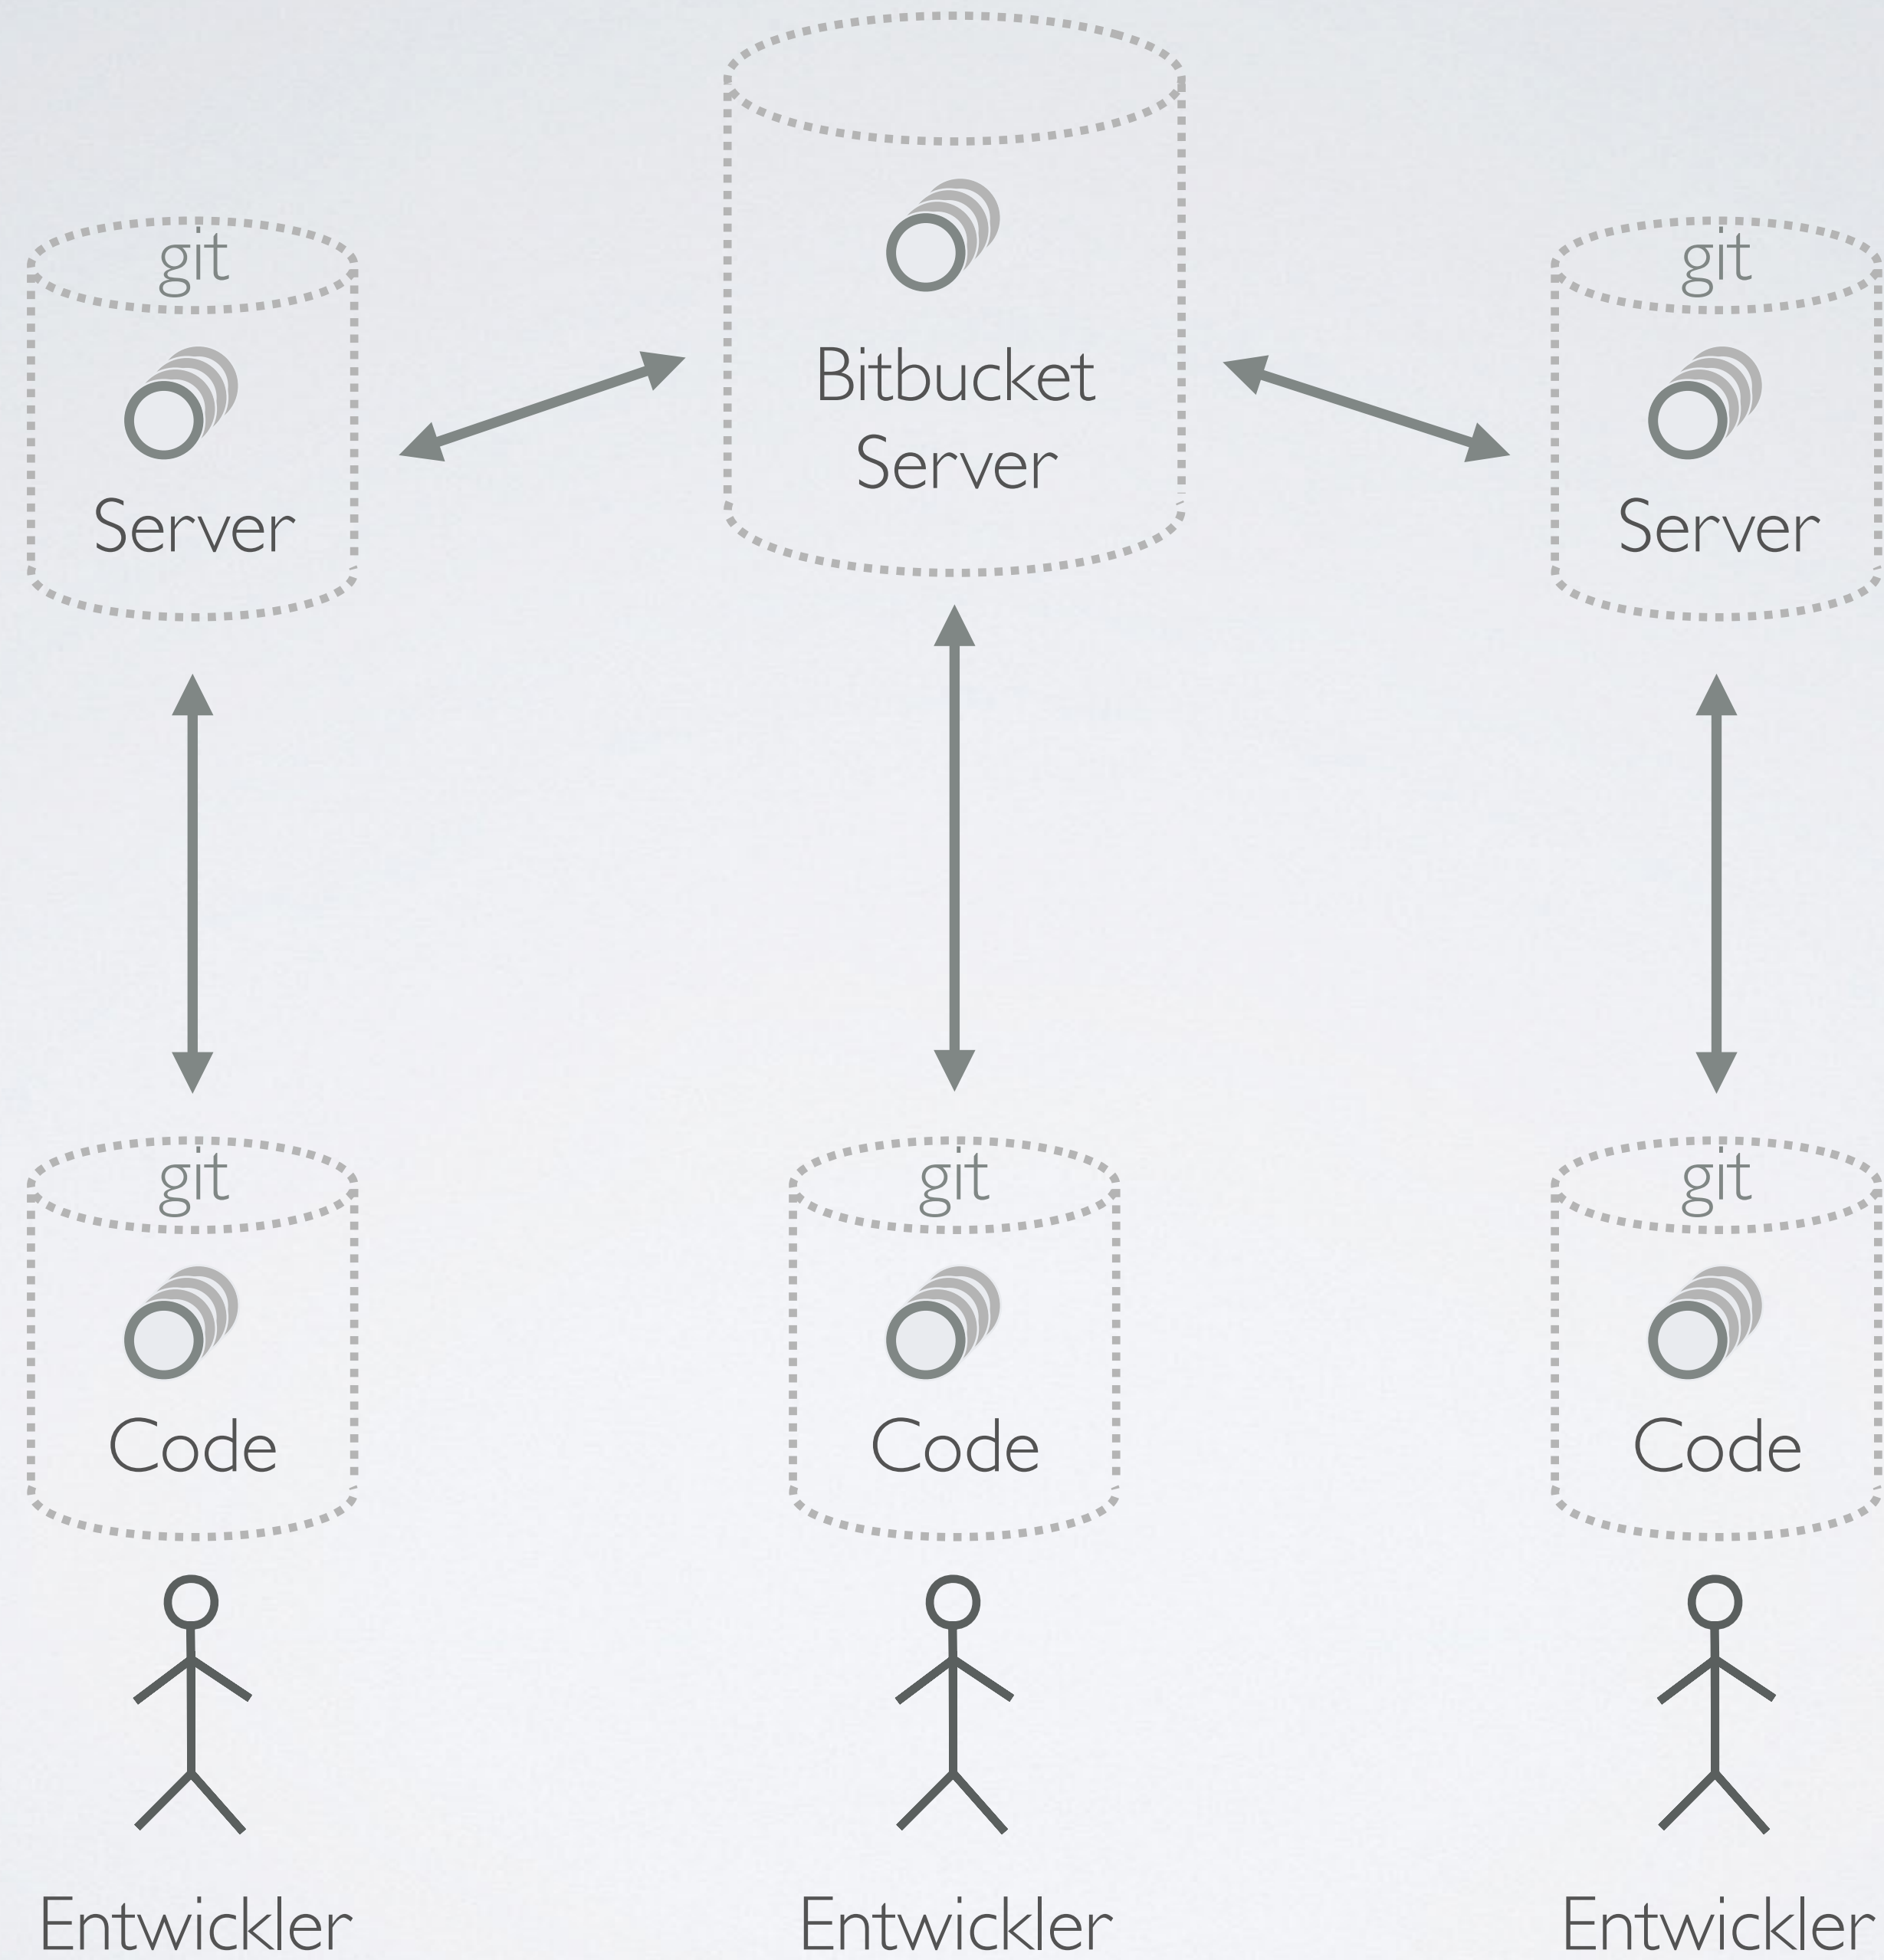 Bitbucket
Server
git
Server
git
Server
git
Code
git
Code
git
Code
Entwickler
Entwickler
Entwickler